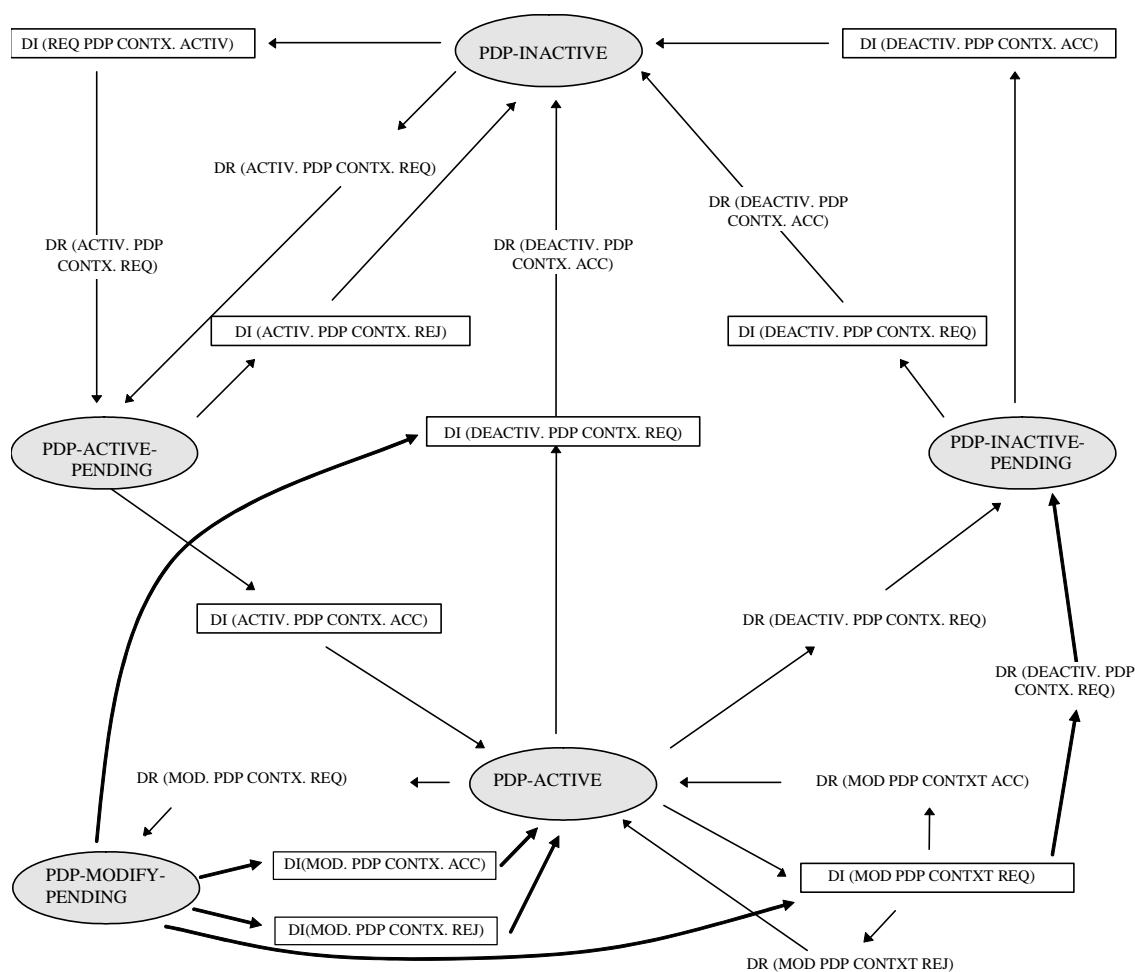 DI (REQ PDP CONTX. ACTIV)
PDP-INACTIVE
DI (DEACTIV. PDP CONTX. ACC)
DR (ACTIV. PDP CONTX. REQ)
DR (DEACTIV. PDP
CONTX. ACC)
DR (ACTIV. PDP
CONTX. REQ)
DR (DEACTIV. PDP
CONTX. ACC)
DI (ACTIV. PDP CONTX. REJ)
DI (DEACTIV. PDP CONTX. REQ)
PDP-ACTIVE-
PENDING
DI (DEACTIV. PDP CONTX. REQ)
PDP-INACTIVE-
PENDING
DI (ACTIV. PDP CONTX. ACC)
DR (DEACTIV. PDP CONTX. REQ)
DR (DEACTIV. PDP
CONTX. REQ)
DR (MOD. PDP CONTX. REQ)
PDP-ACTIVE
DR (MOD PDP CONTXT ACC)
PDP-MODIFY-
PENDING
DI(MOD. PDP CONTX. ACC)
DI (MOD PDP CONTXT REQ)
DI(MOD. PDP CONTX. REJ)
DR (MOD PDP CONTXT REJ)